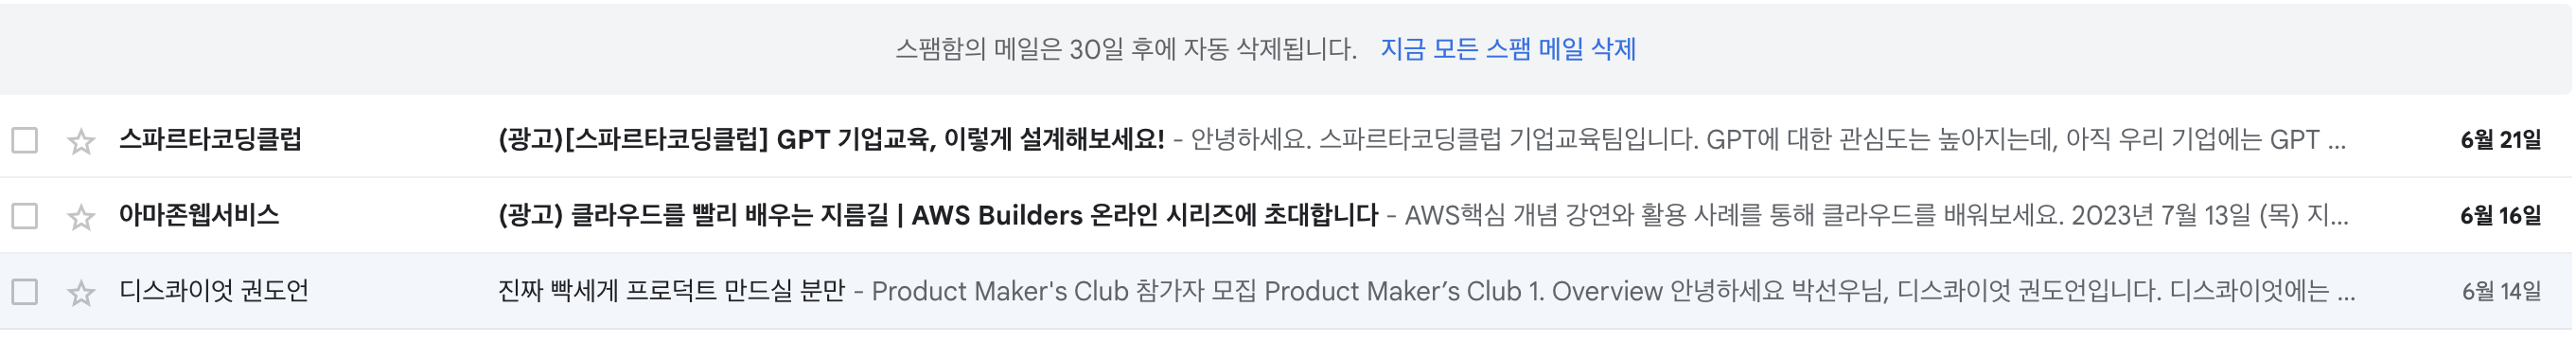 스팸함의 메일은 30일 후에 자동 삭제됩니다. 지금 모든 스팸 메일 삭제
스파르타코딩클럽 (광고)[스파르타코딩클럽] GPT 기업교육, 이렇게 설계해보세요! - 안녕하세요. 스파르타코딩클럽 기업교육팀입니다. GPT에 대한 관심도는 높아지는데, 아직 우리 기업에는 GPT ... 6월 21일
아마존웹서비스 (광고) 클라우드를 빨리 배우는 지름길 | AWS Builders 온라인 시리즈에 초대합니다 - AWS핵심 개념 강연와 활용 사례를 통해 클라우드를 배워보세요. 2023년 7월 13일 (목) 지... 6월 16일
디스콰이엇 권도언 진짜 빡세게 프로덕트 만드실 분만 - Product Maker's Club 참가자 모집 Product Maker’s Club 1. Overview 안녕하세요 박선우님, 디스콰이엇 권도언입니다. 디스콰이엇에는 ... 6월 14일